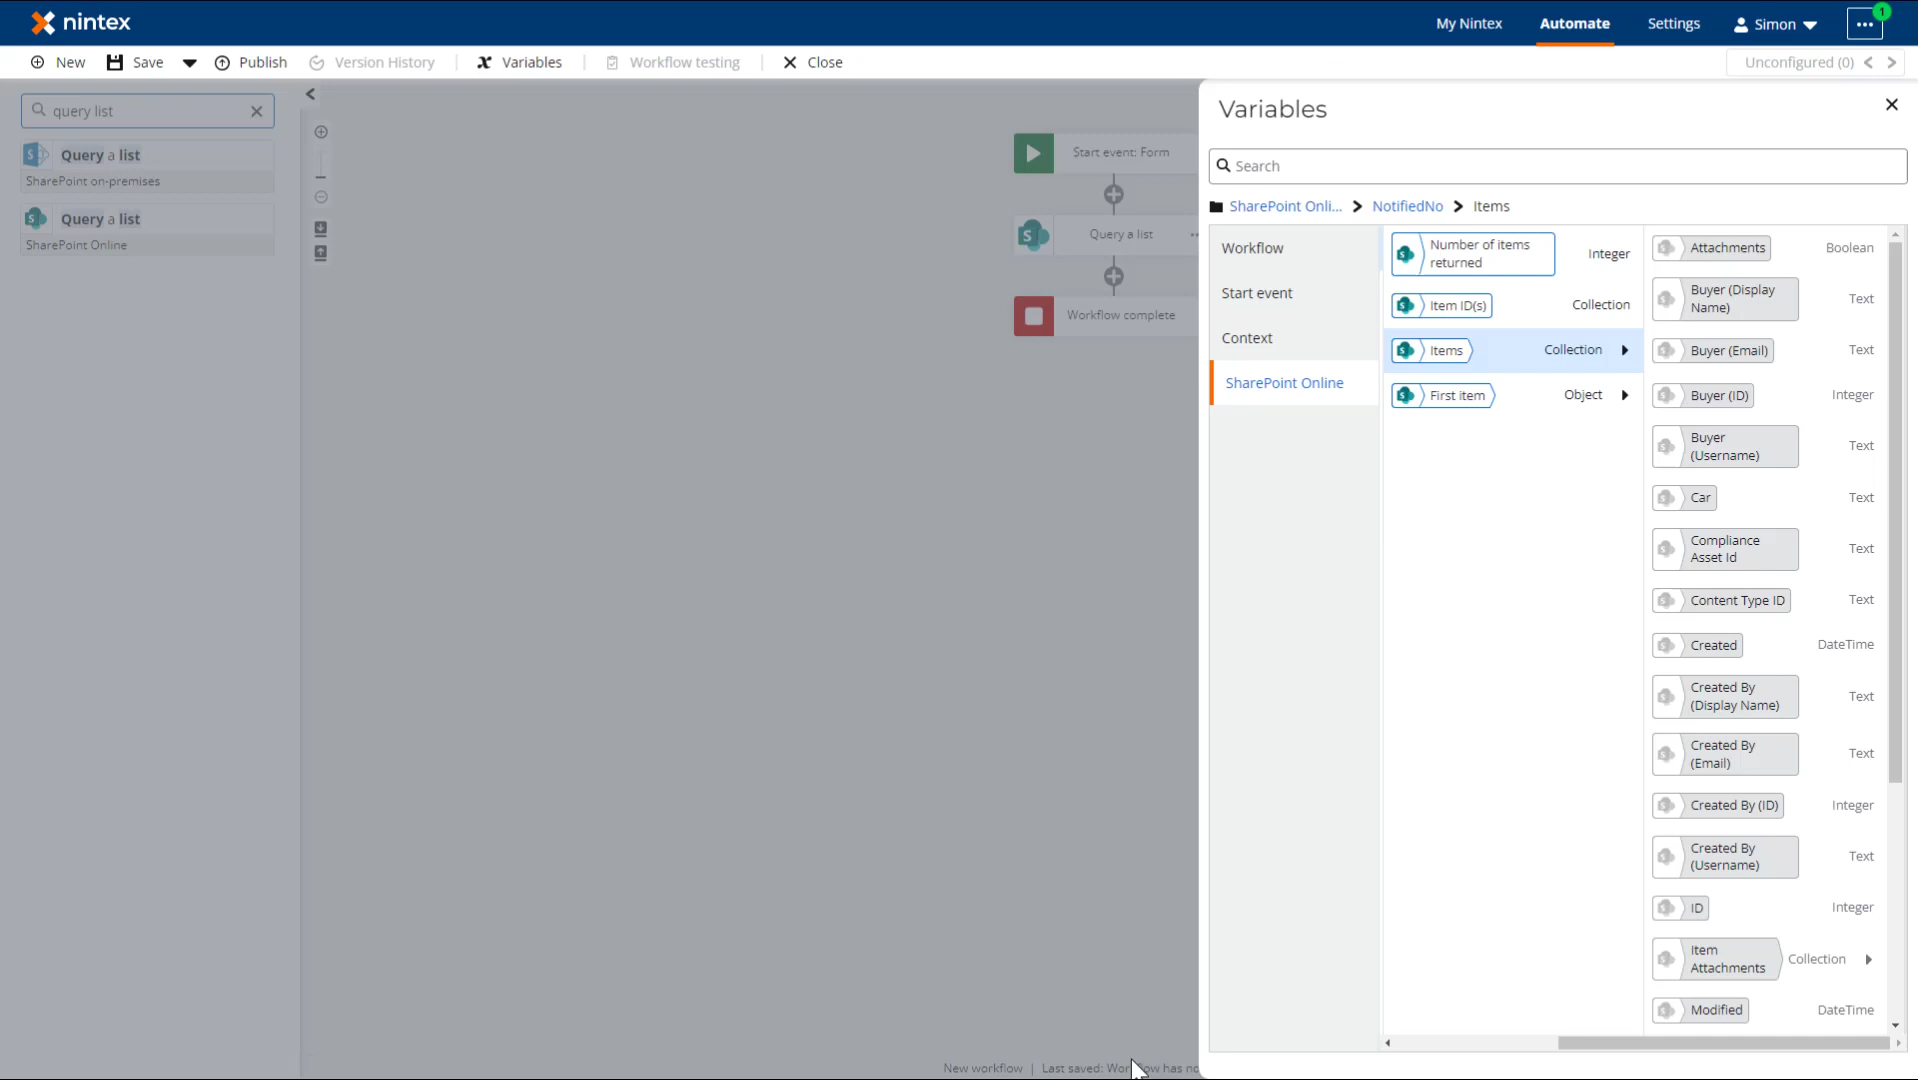 nintex
My Nintex
Automate
Settings
Simon
1
New
Save
Publish
Version History
Variables
Workflow testing
Close
Unconfigured (0)
query list
Query a list
SharePoint on-premises
Query a list
SharePoint Online
Start event: Form
Query a list
Workflow complete
New workflow | Last saved:
Variables
Search
SharePoint Onli... > NotifiedNo > Items
Workflow
Start event
Context
SharePoint Online
Number of items
returned
Integer
Item ID(s)
Collection
Items
Collection
First item
Object
Attachments
Boolean
Buyer (Display
Name)
Text
Buyer (Email)
Text
Buyer (ID)
Integer
Buyer
(Username)
Text
Car
Text
Compliance
Asset Id
Text
Content Type ID
Text
Created
DateTime
Created By
(Display Name)
Text
Created By
(Email)
Text
Created By (ID)
Integer
Created By
(Username)
Text
ID
Integer
Item
Attachments
Collection
Modified
DateTime